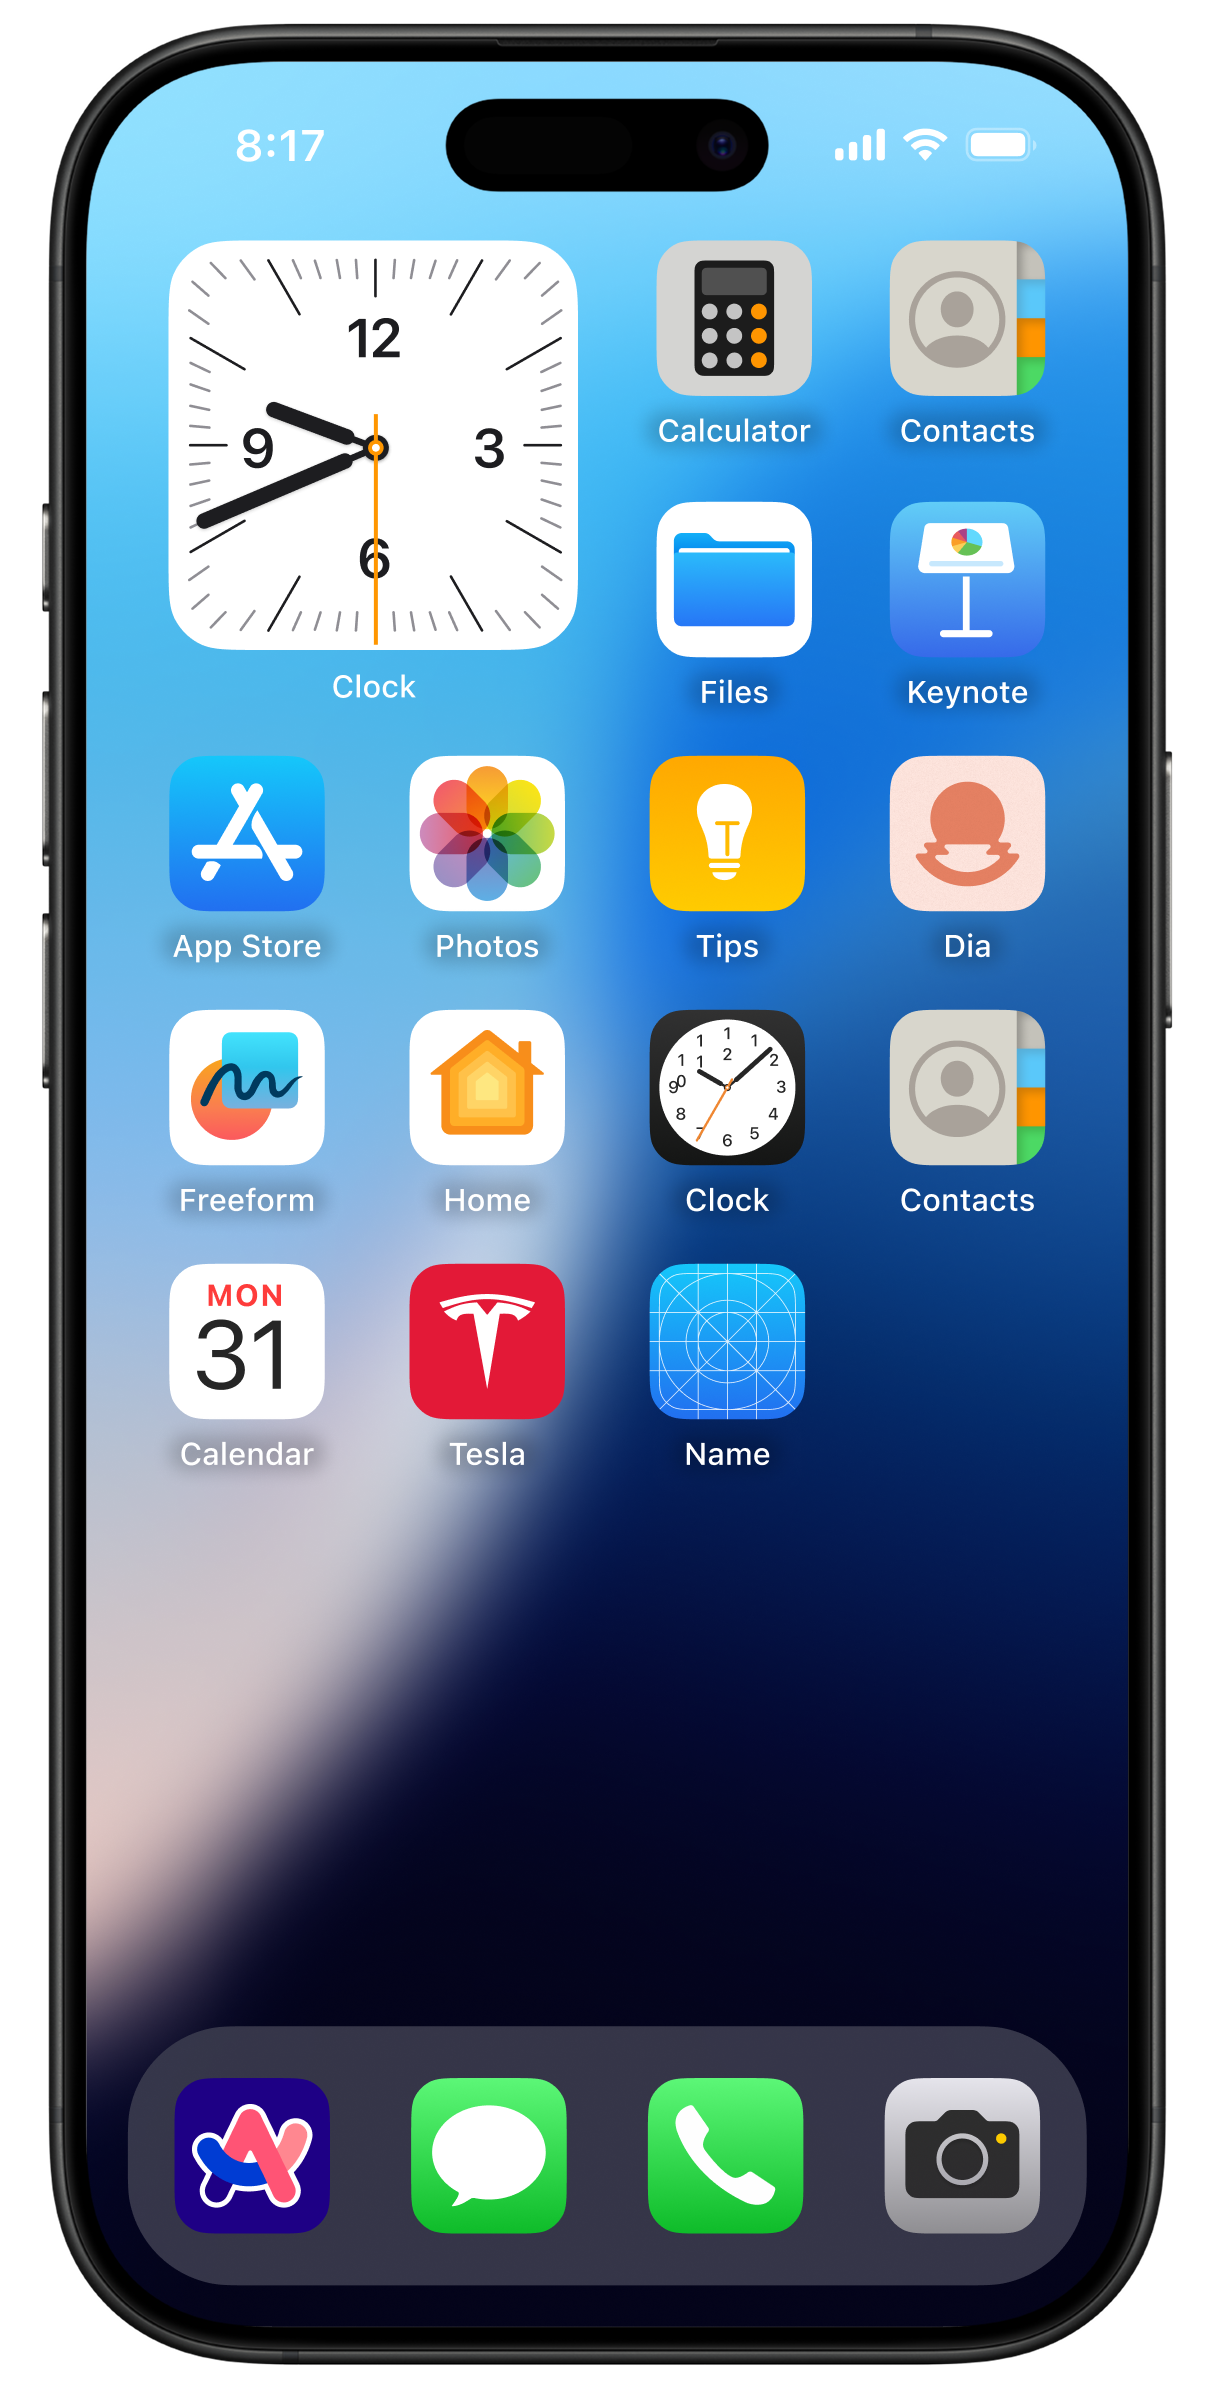 8:17
12
9 3
6
Calculator Contacts
Clock
Files Keynote
App Store Photos Tips Dia
1 1 1
1 1 2 2
9 0 3
8 4
6 5
Freeform Home Clock Contacts
MON
31
Calendar Tesla Name